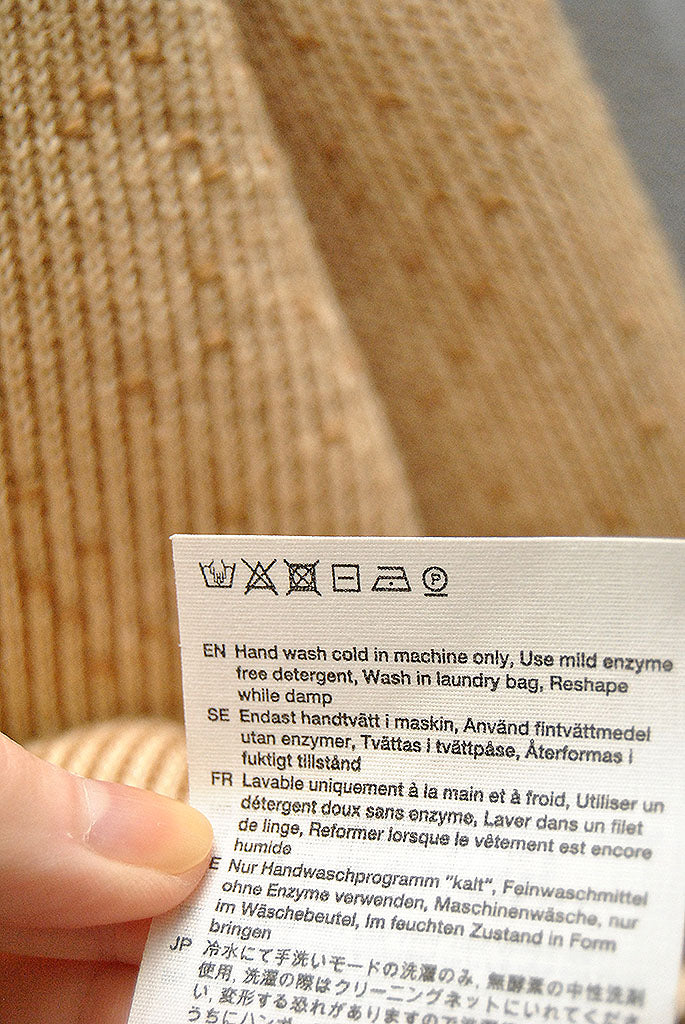 P
EN Hand wash cold in machine only, Use mild enzyme
free detergent, Wash in laundry bag, Reshape
while damp
SE Endast handtvätt i maskin, Använd fintvättmedel
utan enzymer, Tvättas i tvättpåse, Återformas i
fuktigt tillstånd
FR Lavable uniquement à la main et à froid, Utiliser un
détergent doux sans enzyme, Laver dans un filet
de linge, Reformer lorsque le vêtement est encore
humide
E Nur Handwaschprogramm "kalt", Feinwaschmittel
ohne Enzyme verwenden, Maschinenwäsche, nur
im Wäschebeutel, Im feuchten Zustand in Form
bringen
JP 冷水にて手洗いモードの洗濯のみ, 無酵素の中性洗剤
使用, 洗濯の際はクリーニングネットにいれてくださ
い, 変形する恐れがありますので
うちにハン